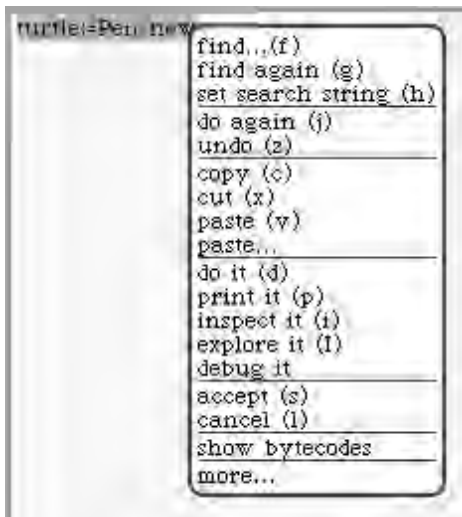 turtle:=Pen new
find...(f)
find again (g)
set search string (h)
do again (j)
undo (z)
copy (c)
cut (x)
paste (v)
paste...
do it (d)
print it (p)
inspect it (i)
explore it (I)
debug it
accept (s)
cancel (l)
show bytecodes
more...